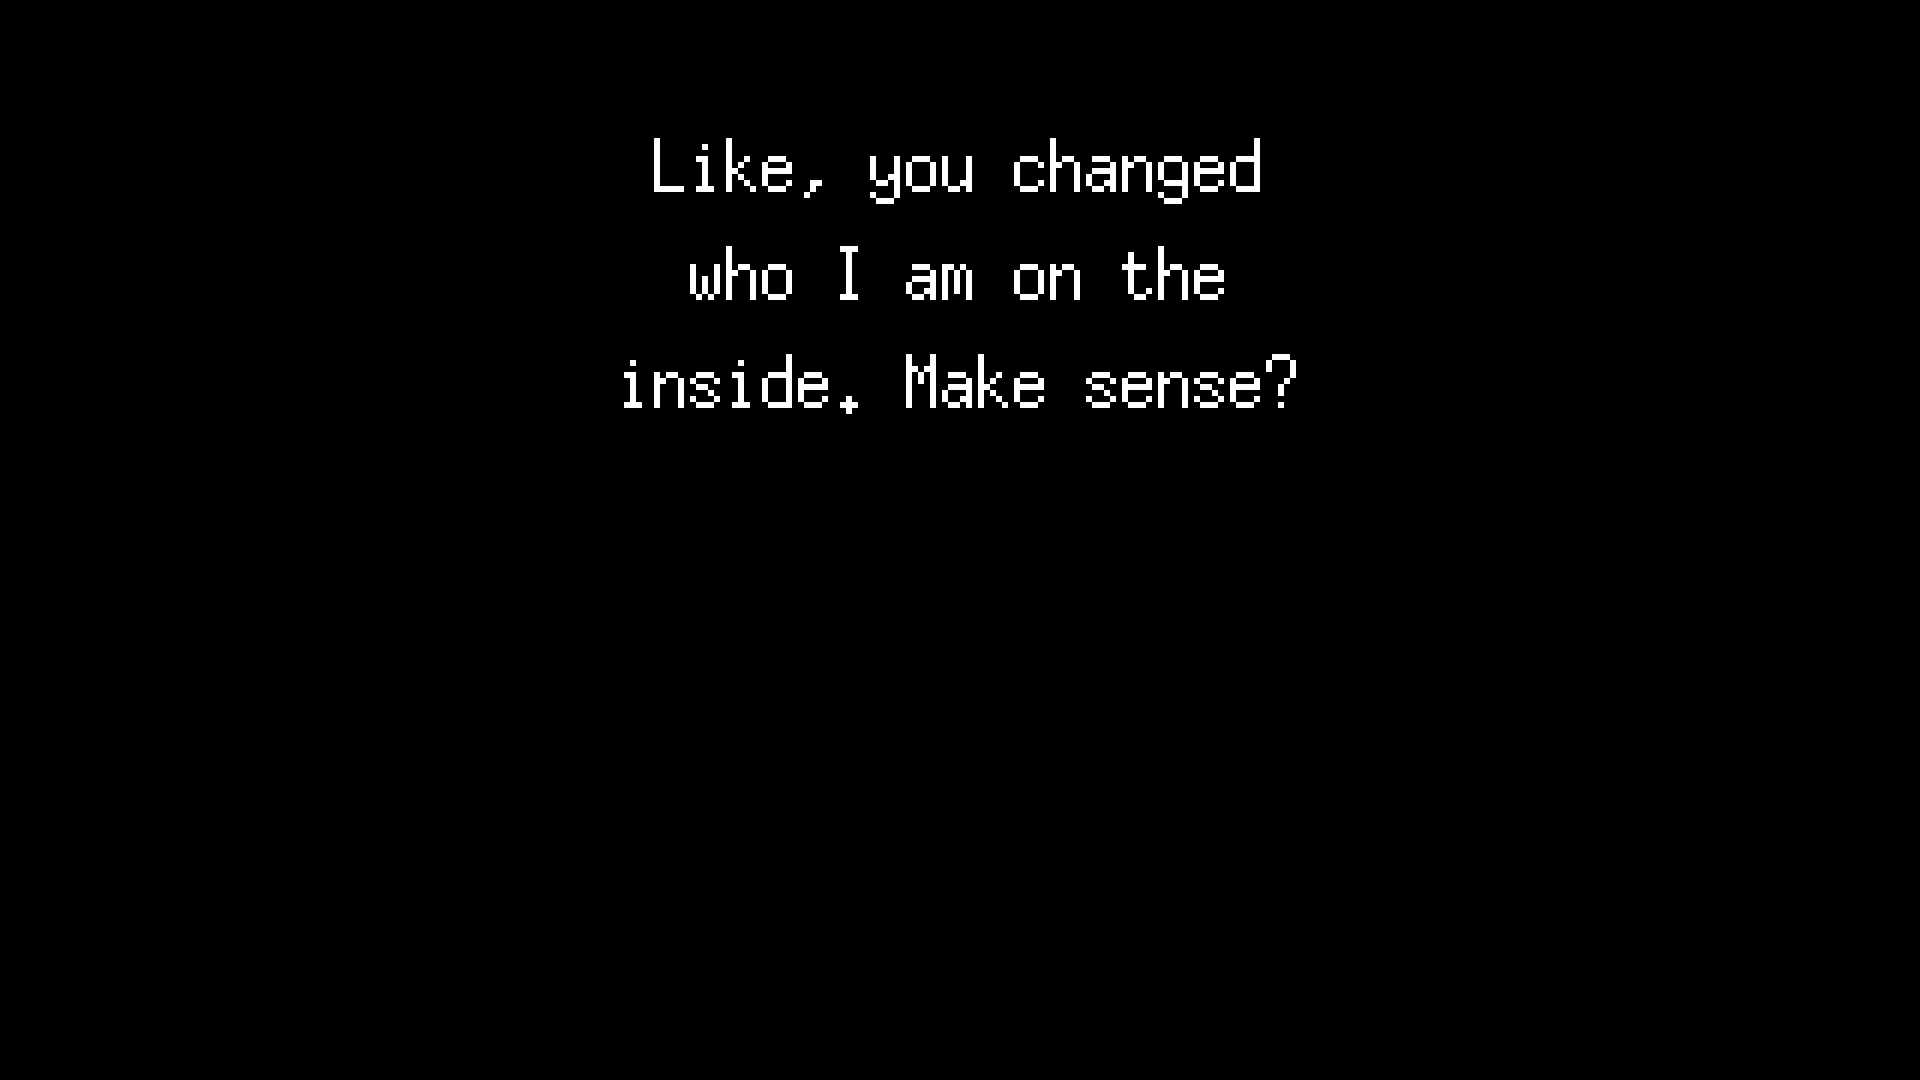 Like, you changed
who I am on the
inside. Make sense?